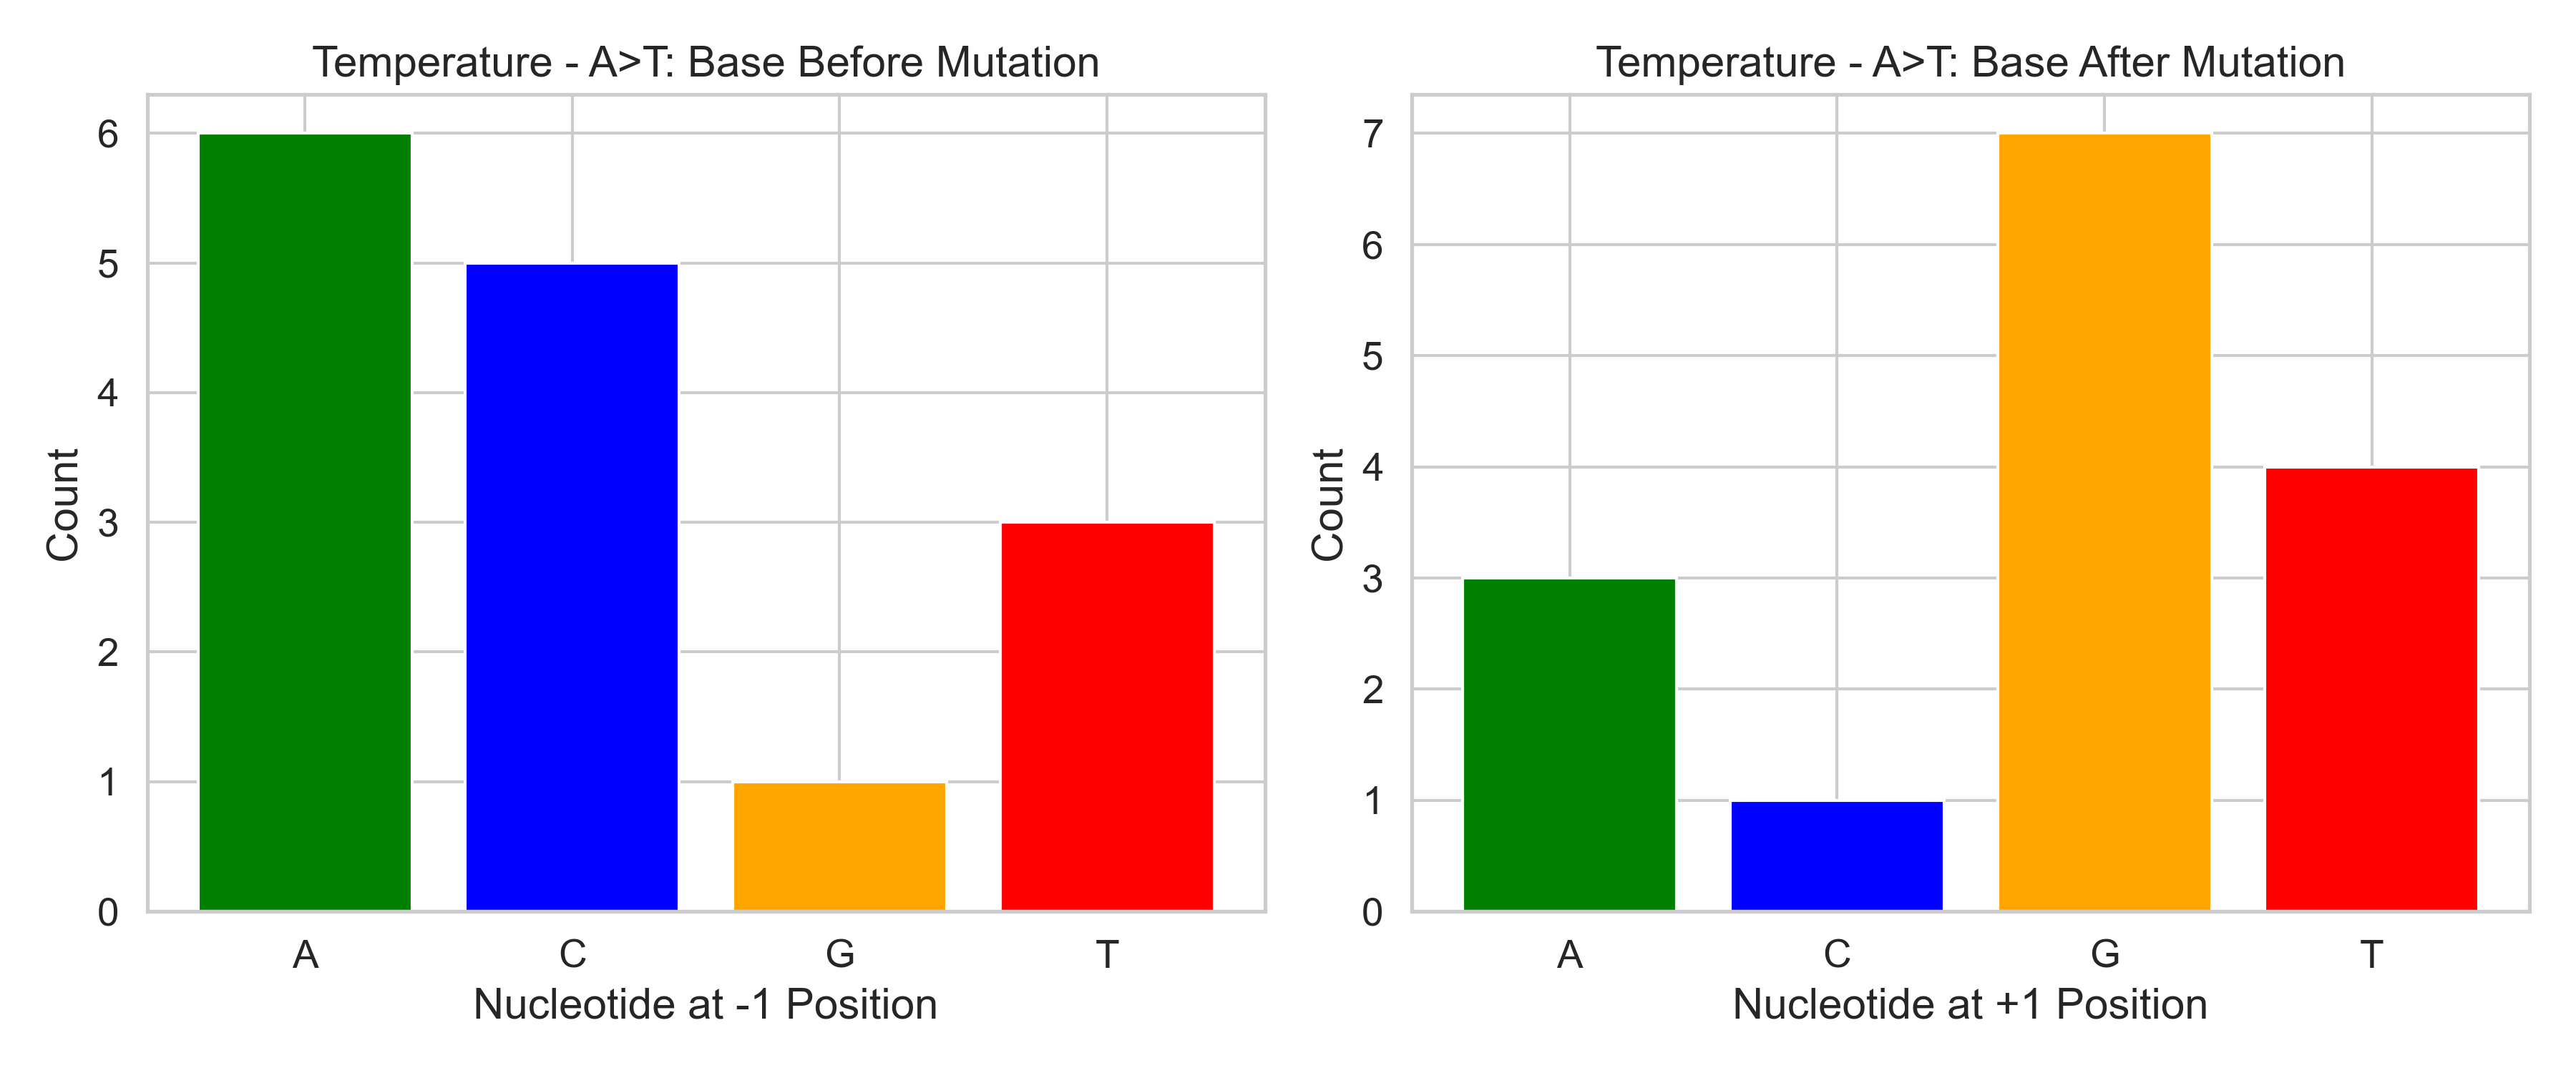 Temperature - A>T: Base Before Mutation
6
5
4
3
2
1
0
Count
A C G T
Nucleotide at -1 Position
Temperature - A>T: Base After Mutation
7
6
5
4
3
2
1
0
Count
A C G T
Nucleotide at +1 Position